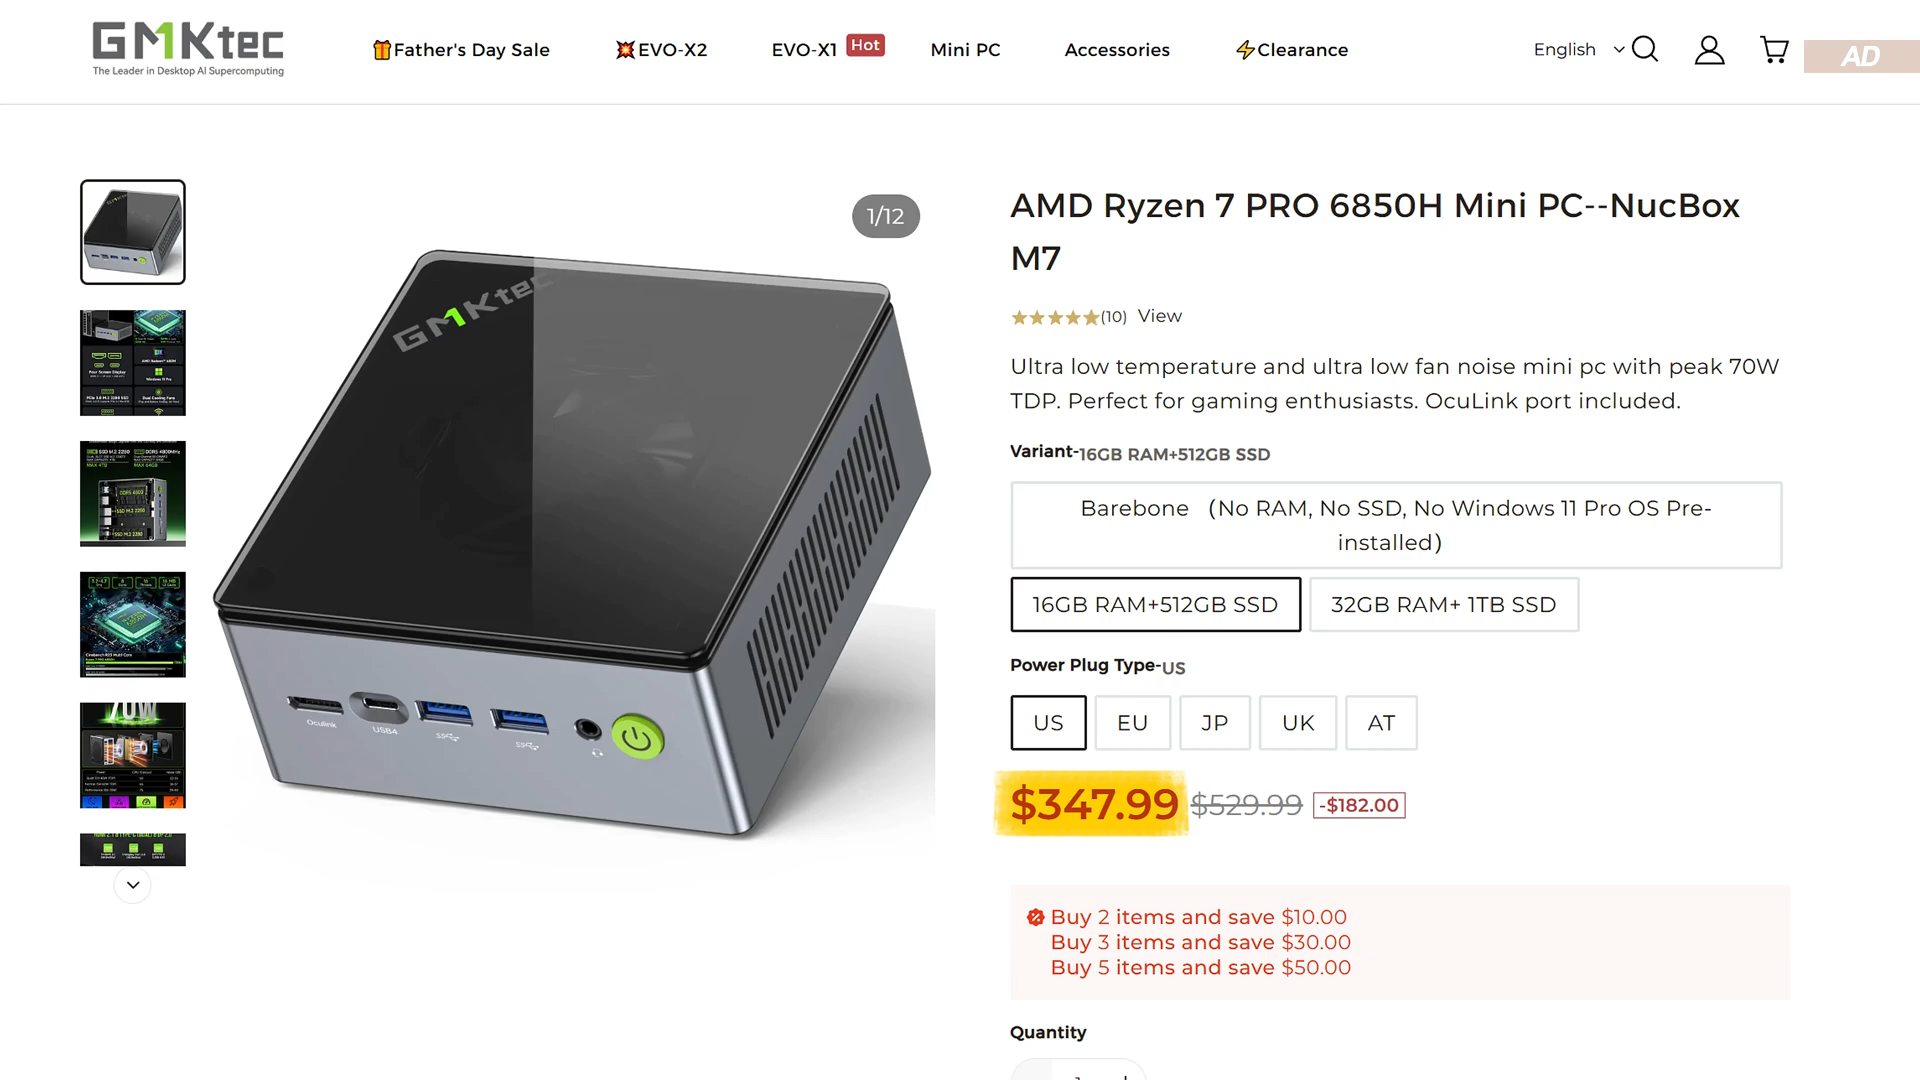 GMKtec
The Leader in Desktop AI Supercomputing
Father's Day Sale
EVO-X2
EVO-X1 Hot
Mini PC
Accessories
Clearance
English
AD
1/12
GMKtec
Oculink
USB4
AMD Ryzen 7 PRO 6850H Mini PC--NucBox
M7
(10) View
Ultra low temperature and ultra low fan noise mini pc with peak 70W
TDP. Perfect for gaming enthusiasts. OcuLink port included.
Variant-16GB RAM+512GB SSD
Barebone （No RAM, No SSD, No Windows 11 Pro OS Pre-
installed）
16GB RAM+512GB SSD
32GB RAM+ 1TB SSD
Power Plug Type-US
US
EU
JP
UK
AT
$347.99 $529.99 -$182.00
Buy 2 items and save $10.00
Buy 3 items and save $30.00
Buy 5 items and save $50.00
Quantity